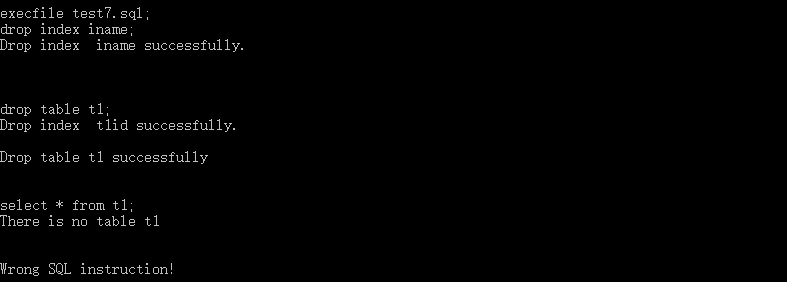 execfile test7.sql;
drop index iname;
Drop index  iname successfully.
drop table t1;
Drop index  t1id successfully.
Drop table t1 successfully
select * from t1;
There is no table t1
Wrong SQL instruction!